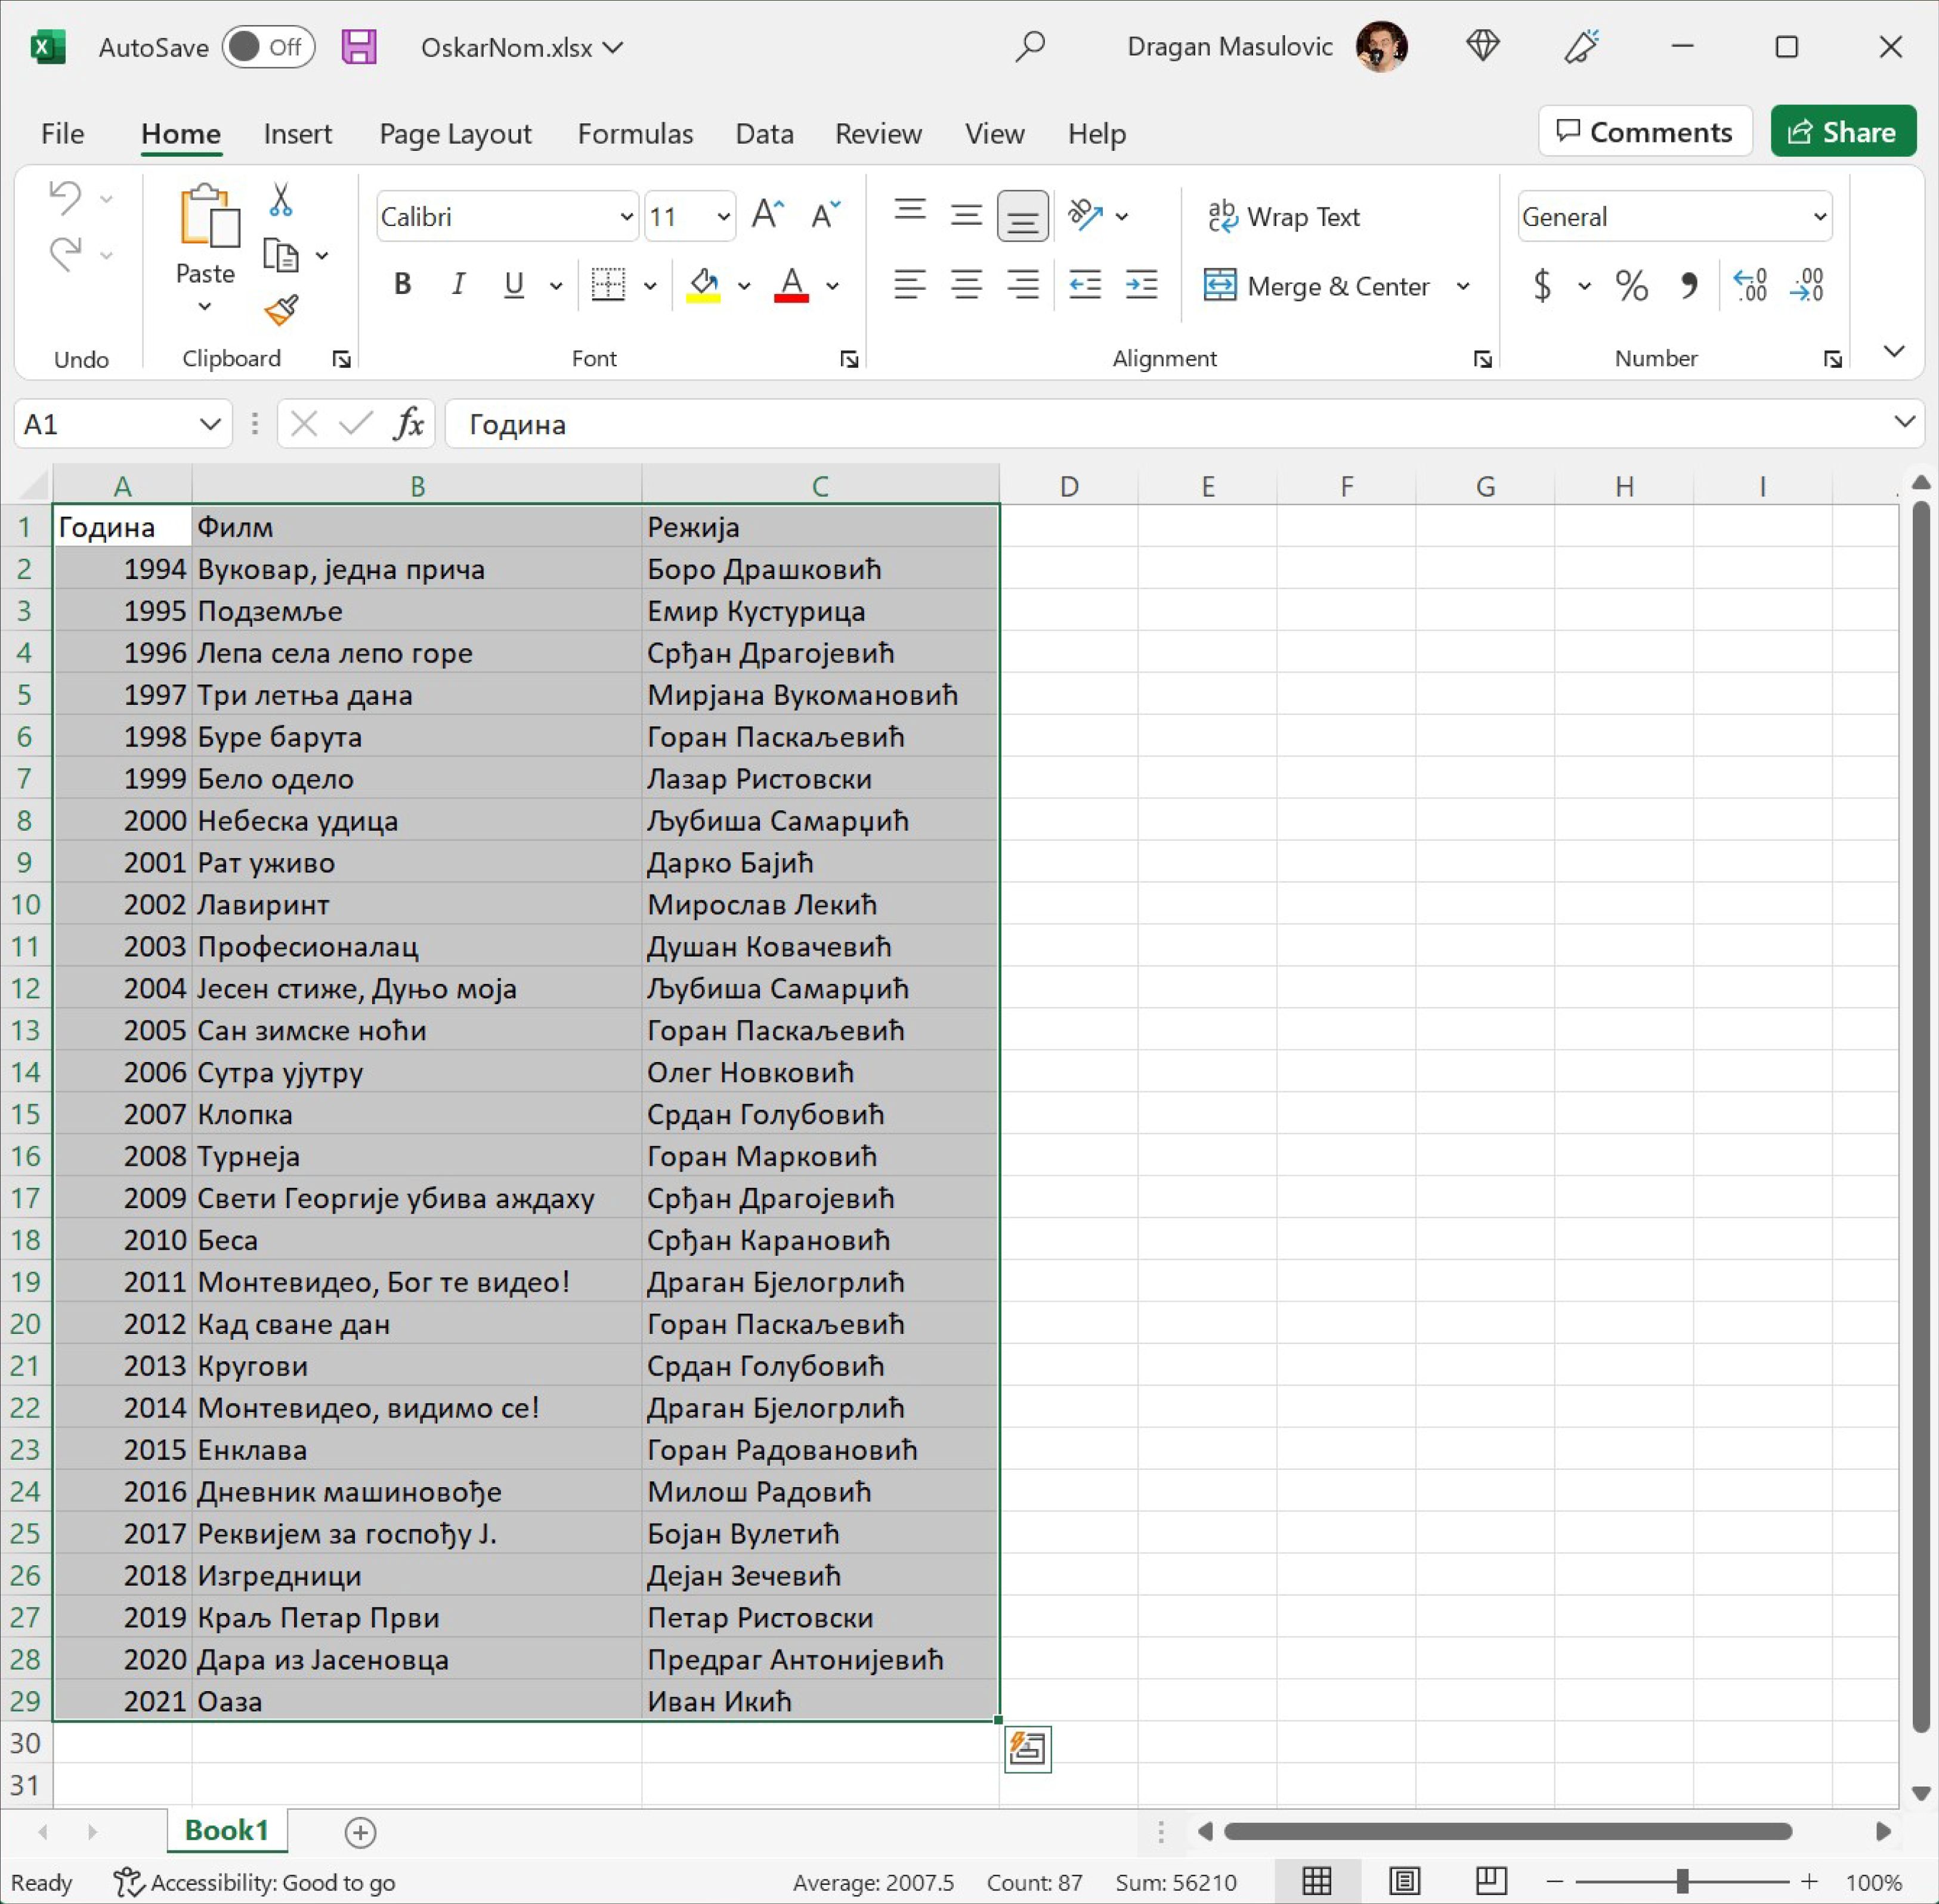 AutoSave Off OskarNom.xlsx Dragan Masulovic
File Home Insert Page Layout Formulas Data Review View Help Comments Share
Calibri 11 Wrap Text General
Paste B I U A Merge & Center $ % 
Undo Clipboard Font Alignment Number
A1 fx Година
A B C D E F G H I
1 Година Филм Режија
2 1994 Вуковар, једна прича Боро Драшковић
3 1995 Подземље Емир Кустурица
4 1996 Лепа села лепо горе Срђан Драгојевић
5 1997 Три летња дана Мирјана Вукомановић
6 1998 Буре барута Горан Паскаљевић
7 1999 Бело одело Лазар Ристовски
8 2000 Небеска удица Љубиша Самарџић
9 2001 Рат уживо Дарко Бајић
10 2002 Лавиринт Мирослав Лекић
11 2003 Професионалац Душан Ковачевић
12 2004 Јесен стиже, Дуњо моја Љубиша Самарџић
13 2005 Сан зимске ноћи Горан Паскаљевић
14 2006 Сутра ујутру Олег Новковић
15 2007 Клопка Срдан Голубовић
16 2008 Турнеја Горан Марковић
17 2009 Свети Георгије убива аждаху Срђан Драгојевић
18 2010 Беса Срђан Карановић
19 2011 Монтевидео, Бог те видео! Драган Бјелогрлић
20 2012 Кад сване дан Горан Паскаљевић
21 2013 Кругови Срдан Голубовић
22 2014 Монтевидео, видимо се! Драган Бјелогрлић
23 2015 Енклава Горан Радовановић
24 2016 Дневник машиновође Милош Радовић
25 2017 Реквијем за госпођу Ј. Бојан Вулетић
26 2018 Изгредници Дејан Зечевић
27 2019 Краљ Петар Први Петар Ристовски
28 2020 Дара из Јасеновца Предраг Антонијевић
29 2021 Оаза Иван Икић
30
31
Book1
Ready Accessibility: Good to go Average: 2007.5 Count: 87 Sum: 56210 100%